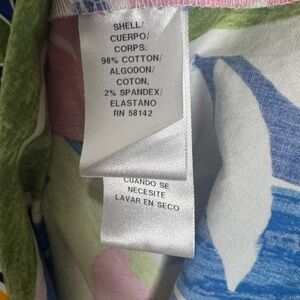 SHELL/
CUERPO/
CORPS:
98% COTTON/
ALGODON/
COTON,
2% SPANDEX/
ELASTANO
RN 58142
CUANDO SE
NECESITE
LAVAR EN SECO